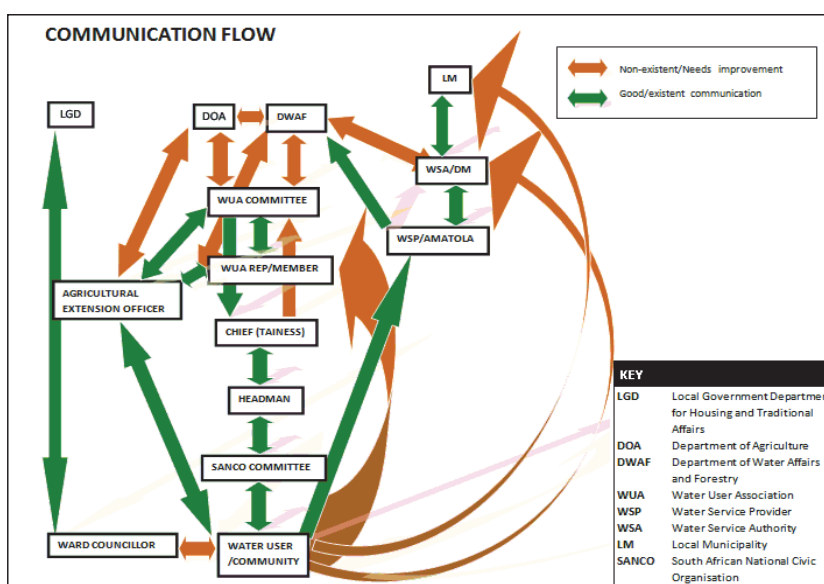 COMMUNICATION FLOW
Non-existent/Needs improvement
Good/existent communication
LM
LGD
DOA
DWAF
WSA/DM
WUA COMMITTEE
WSP/AMATOLA
WUA REP/MEMBER
AGRICULTURAL
EXTENSION OFFICER
CHIEF (TAINESS)
HEADMAN
SANCO COMMITTEE
WARD COUNCILLOR
WATER USER
/COMMUNITY
KEY
LGD Local Government Departmen
for Housing and Traditional
Affairs
DOA Department of Agriculture
DWAF Department of Water Affairs
and Forestry
WUA Water User Association
WSP Water Service Provider
WSA Water Service Authority
LM Local Municipality
SANCO South African National Civic
Organisation